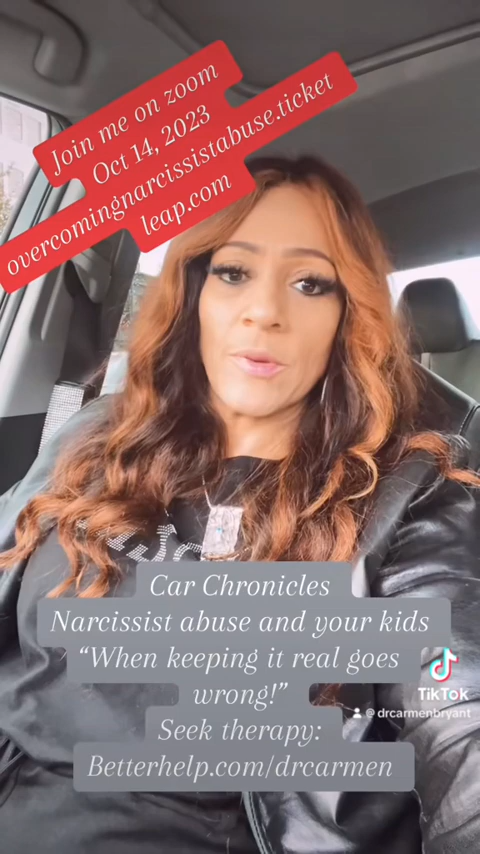 Join me on zoom
Oct 14, 2023
overcomingnarcissistabuse.ticket
leap.com
Car Chronicles
Narcissist abuse and your kids
“When keeping it real goes
wrong!”
Seek therapy:
Betterhelp.com/drcarmen
TikTok
@drcarmenbryant